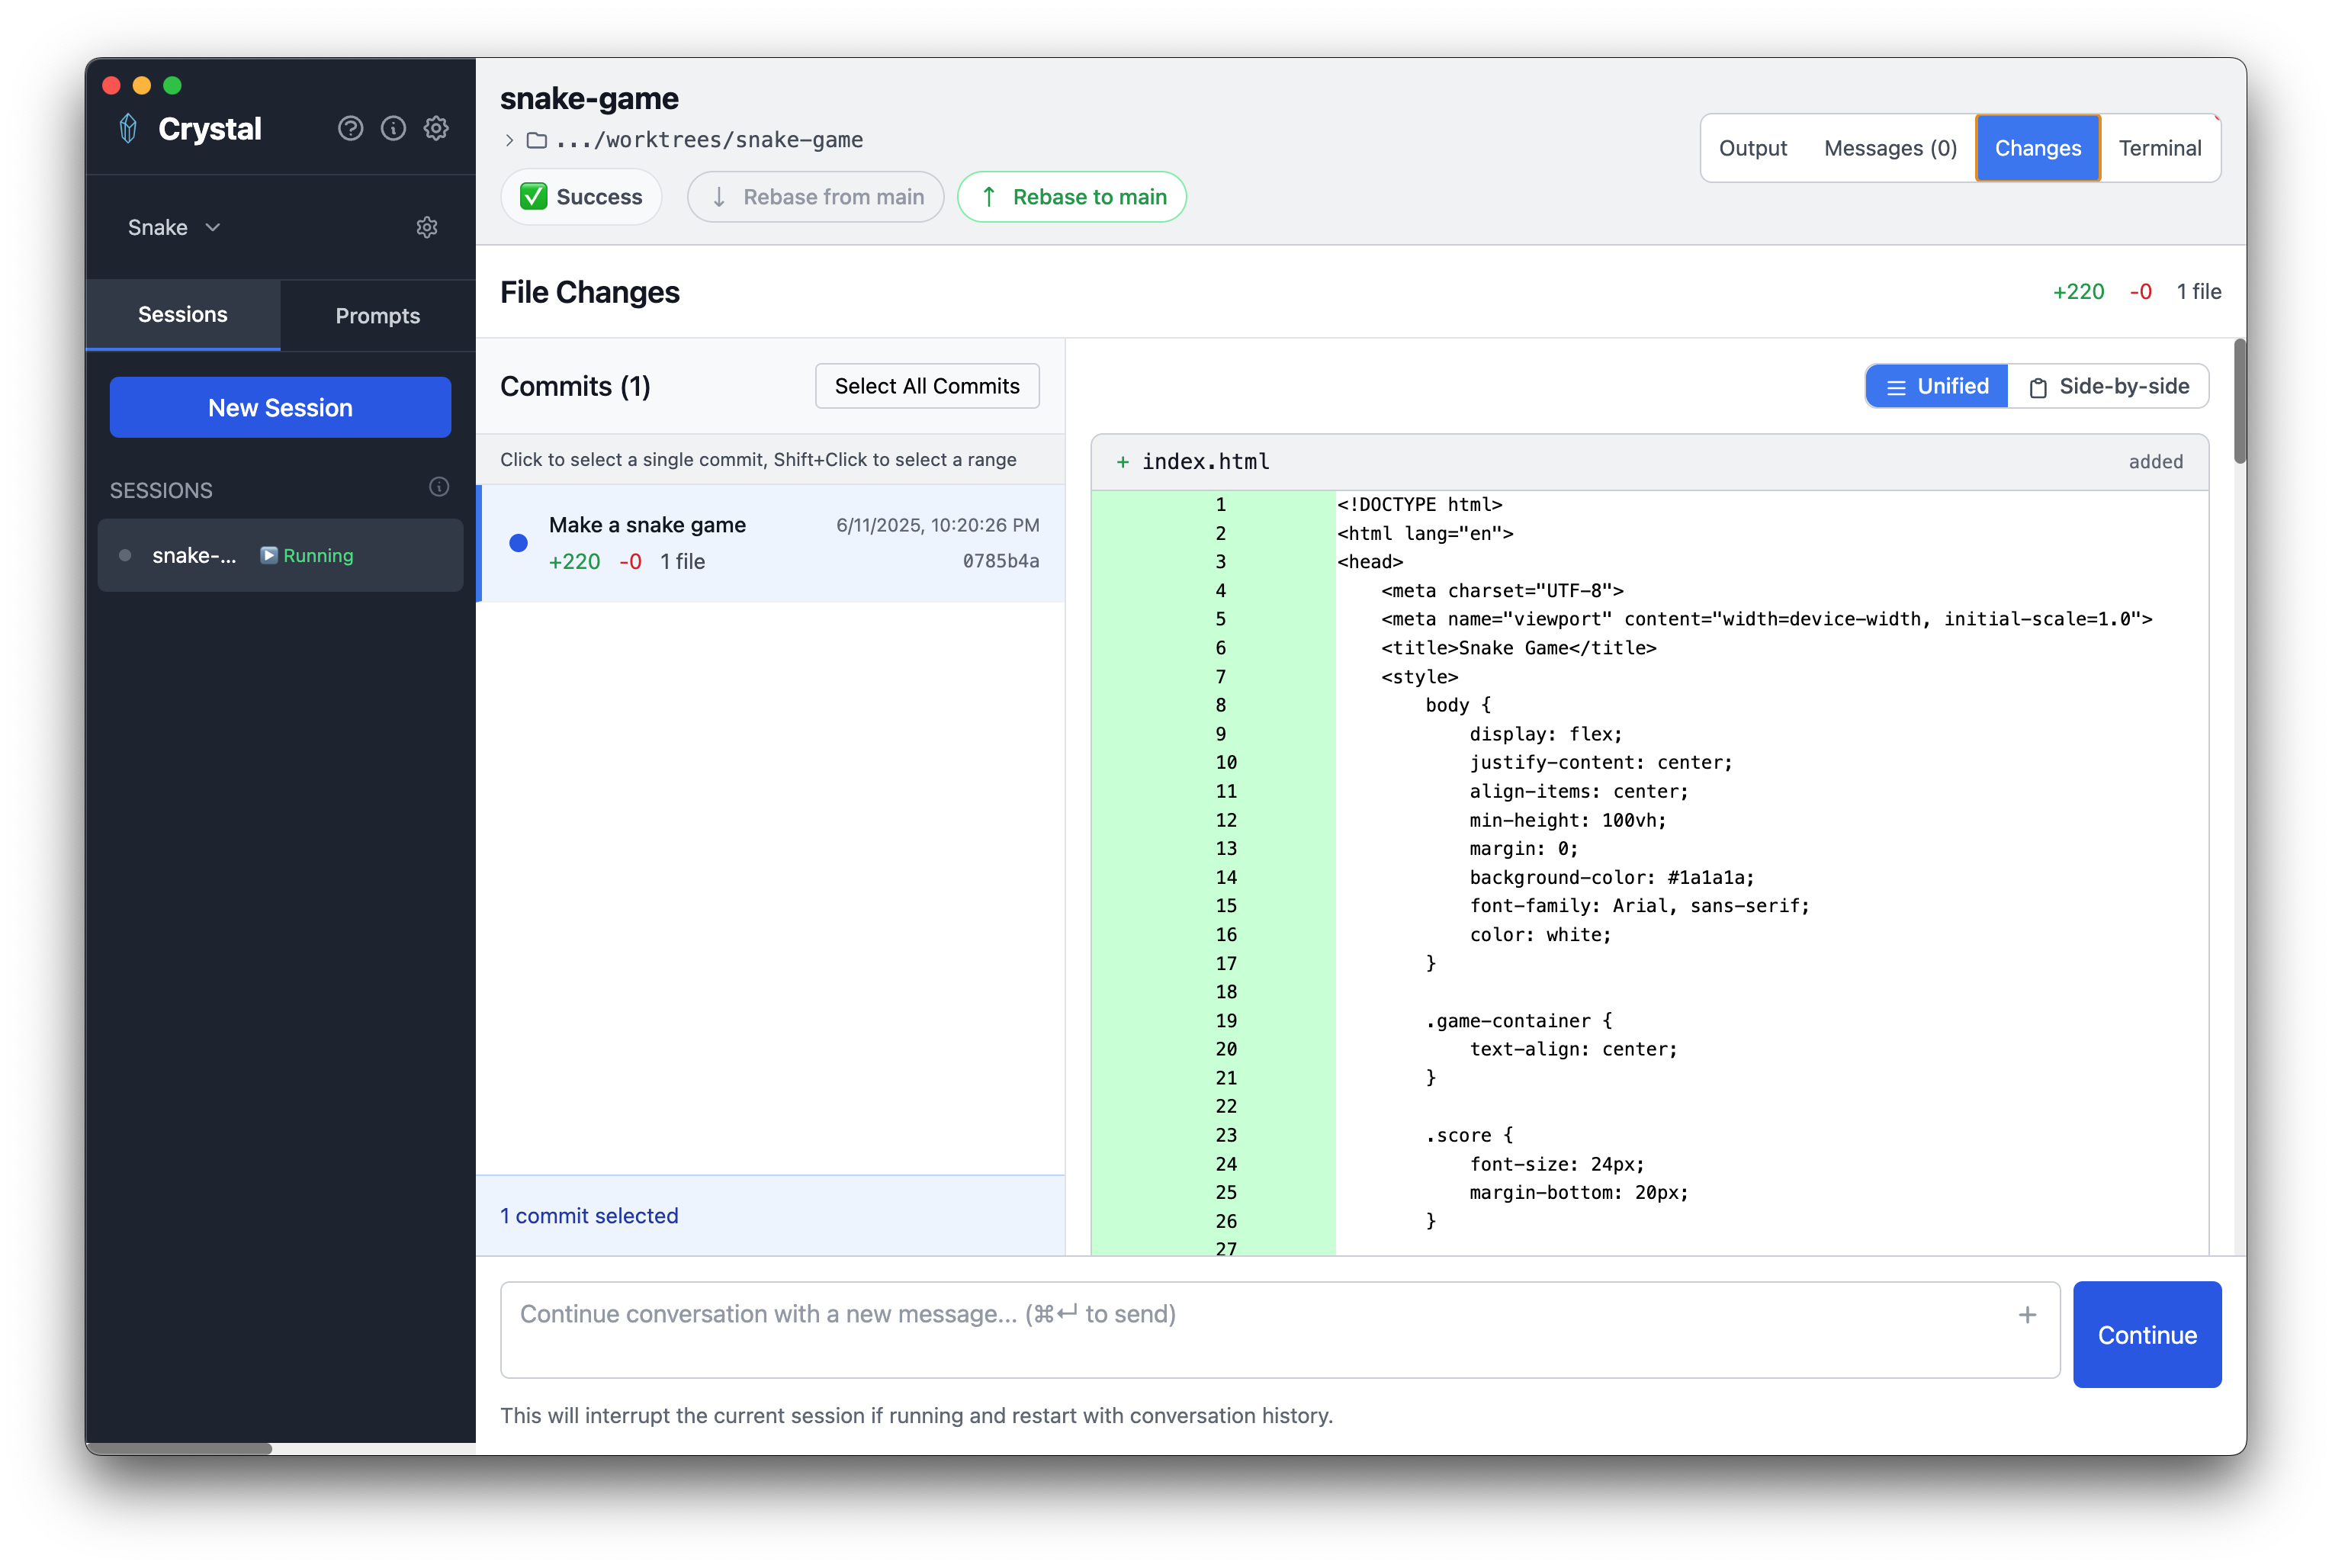 Crystal
Snake
Sessions
Prompts
New Session
SESSIONS
snake-... Running
snake-game
.../worktrees/snake-game
Success
Rebase from main
Rebase to main
Output
Messages (0)
Changes
Terminal
File Changes
+220 -0 1 file
Commits (1)
Select All Commits
Click to select a single commit, Shift+Click to select a range
Make a snake game 6/11/2025, 10:20:26 PM
+220 -0 1 file 0785b4a
1 commit selected
Unified
Side-by-side
+ index.html added
1 <!DOCTYPE html>
2 <html lang="en">
3 <head>
4     <meta charset="UTF-8">
5     <meta name="viewport" content="width=device-width, initial-scale=1.0">
6     <title>Snake Game</title>
7     <style>
8         body {
9             display: flex;
10             justify-content: center;
11             align-items: center;
12             min-height: 100vh;
13             margin: 0;
14             background-color: #1a1a1a;
15             font-family: Arial, sans-serif;
16             color: white;
17         }
18
19         .game-container {
20             text-align: center;
21         }
22
23         .score {
24             font-size: 24px;
25             margin-bottom: 20px;
26         }
27
Continue conversation with a new message... (⌘↵ to send)
+
Continue
This will interrupt the current session if running and restart with conversation history.